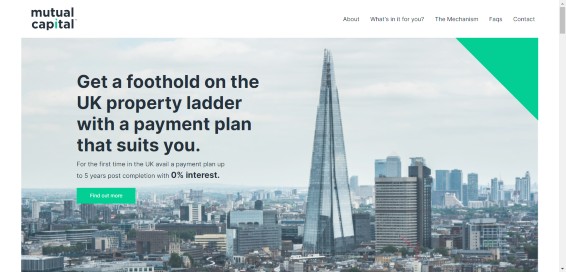 mutual
capital
About What's in it for you? The Mechanism Faqs Contact
Get a foothold on the
UK property ladder
with a payment plan
that suits you.
For the first time in the UK avail a payment plan up
to 5 years post completion with 0% interest.
Find out more